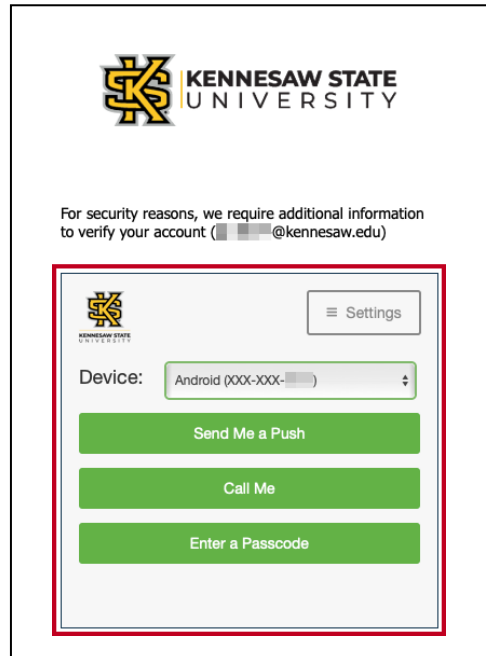 KENNESAW STATE
UNIVERSITY
For security reasons, we require additional information
to verify your account ( @kennesaw.edu)
KENNESAW STATE
UNIVERSITY
≡ Settings
Device: Android (XXX-XXX- )
Send Me a Push
Call Me
Enter a Passcode